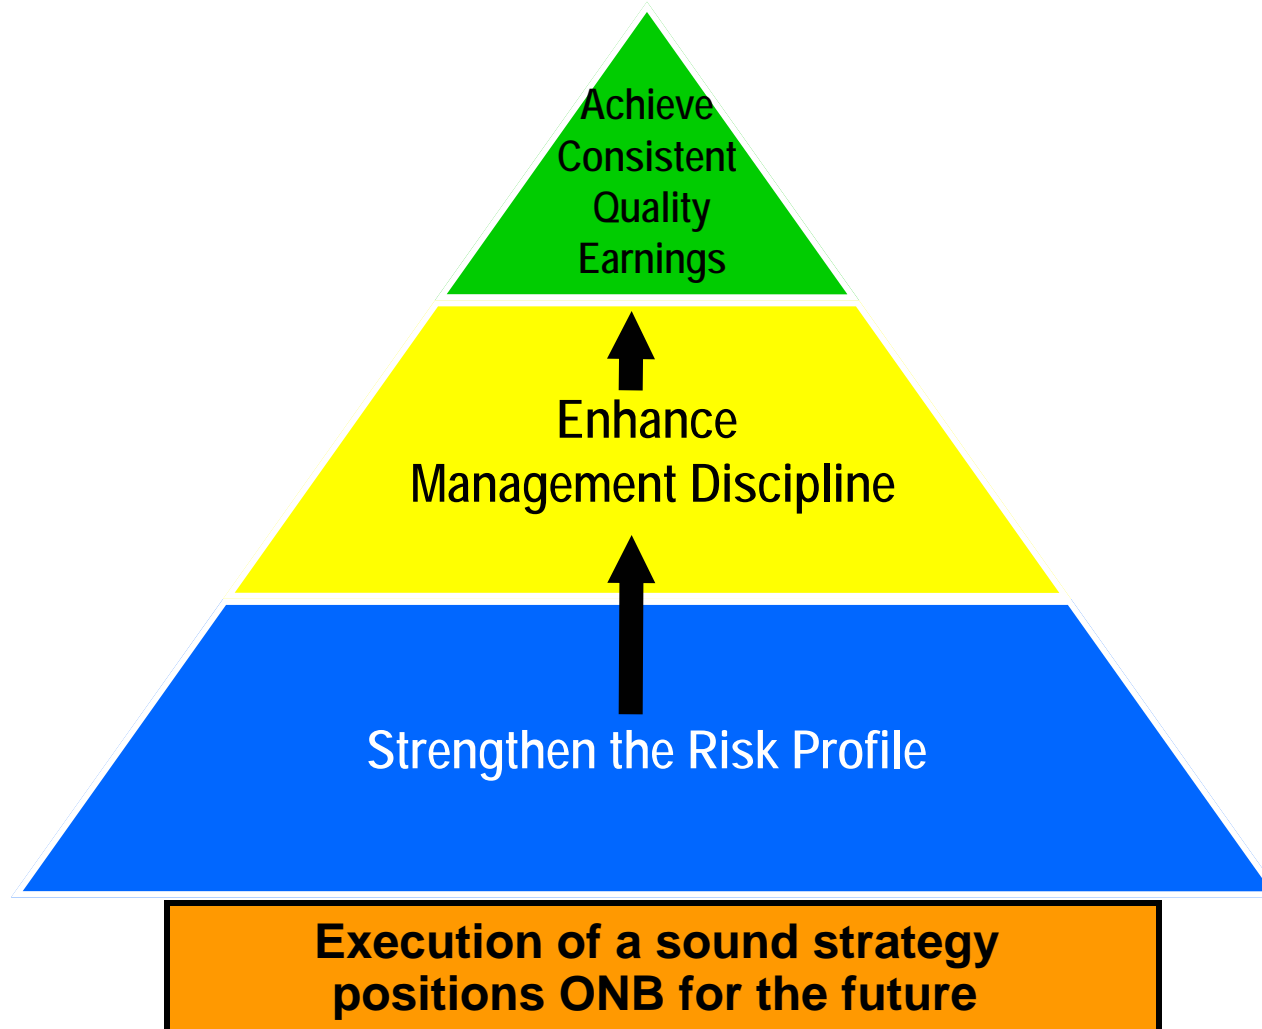 Achieve
Consistent
Quality
Earnings
Enhance
Management Discipline
Strengthen the Risk Profile
Execution of a sound strategy
positions ONB for the future